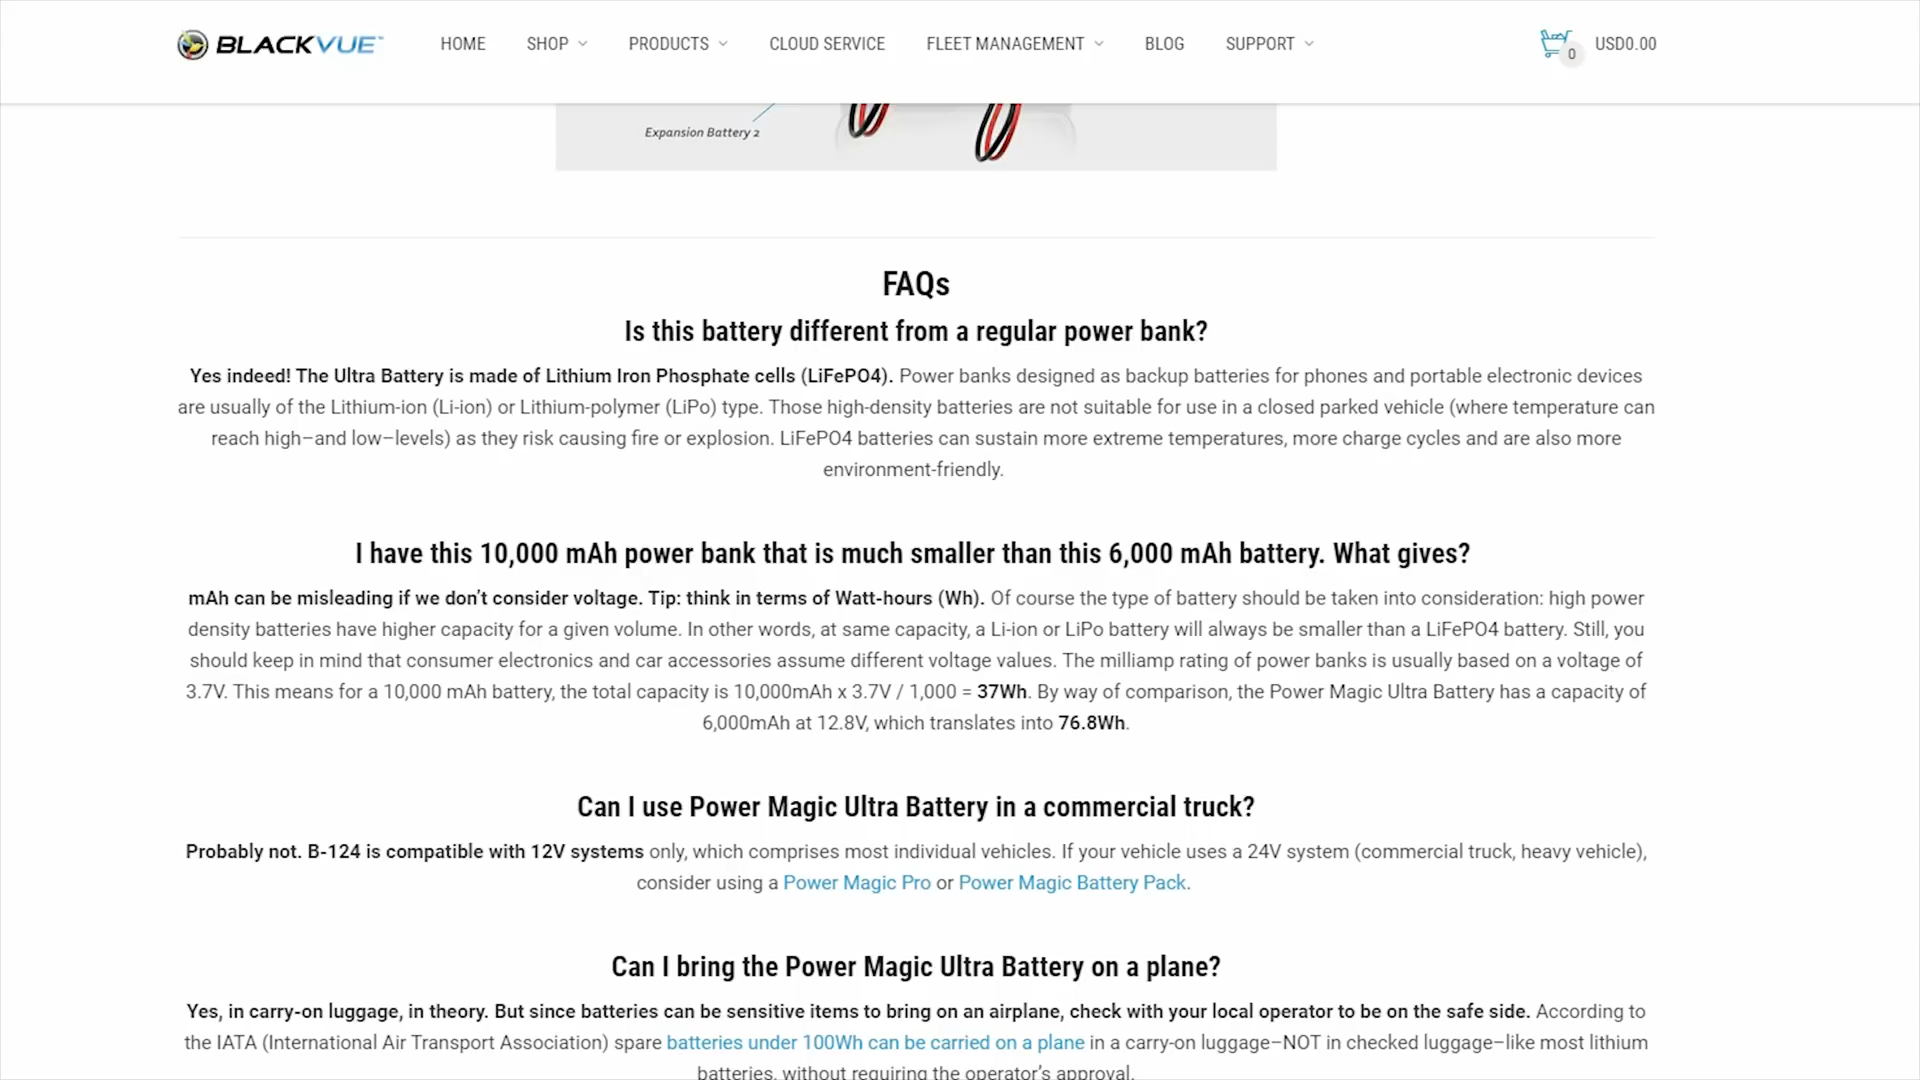 BLACKVUE
HOME SHOP PRODUCTS CLOUD SERVICE FLEET MANAGEMENT BLOG SUPPORT 0 USD0.00
Expansion Battery 2
FAQs
Is this battery different from a regular power bank?
Yes indeed! The Ultra Battery is made of Lithium Iron Phosphate cells (LiFePO4). Power banks designed as backup batteries for phones and portable electronic devices
are usually of the Lithium-ion (Li-ion) or Lithium-polymer (LiPo) type. Those high-density batteries are not suitable for use in a closed parked vehicle (where temperature can
reach high–and low–levels) as they risk causing fire or explosion. LiFePO4 batteries can sustain more extreme temperatures, more charge cycles and are also more
environment-friendly.
I have this 10,000 mAh power bank that is much smaller than this 6,000 mAh battery. What gives?
mAh can be misleading if we don’t consider voltage. Tip: think in terms of Watt-hours (Wh). Of course the type of battery should be taken into consideration: high power
density batteries have higher capacity for a given volume. In other words, at same capacity, a Li-ion or LiPo battery will always be smaller than a LiFePO4 battery. Still, you
should keep in mind that consumer electronics and car accessories assume different voltage values. The milliamp rating of power banks is usually based on a voltage of
3.7V. This means for a 10,000 mAh battery, the total capacity is 10,000mAh x 3.7V / 1,000 = 37Wh. By way of comparison, the Power Magic Ultra Battery has a capacity of
6,000mAh at 12.8V, which translates into 76.8Wh.
Can I use Power Magic Ultra Battery in a commercial truck?
Probably not. B-124 is compatible with 12V systems only, which comprises most individual vehicles. If your vehicle uses a 24V system (commercial truck, heavy vehicle),
consider using a Power Magic Pro or Power Magic Battery Pack.
Can I bring the Power Magic Ultra Battery on a plane?
Yes, in carry-on luggage, in theory. But since batteries can be sensitive items to bring on an airplane, check with your local operator to be on the safe side. According to
the IATA (International Air Transport Association) spare batteries under 100Wh can be carried on a plane in a carry-on luggage–NOT in checked luggage–like most lithium
batteries, without requiring the operator’s approval.